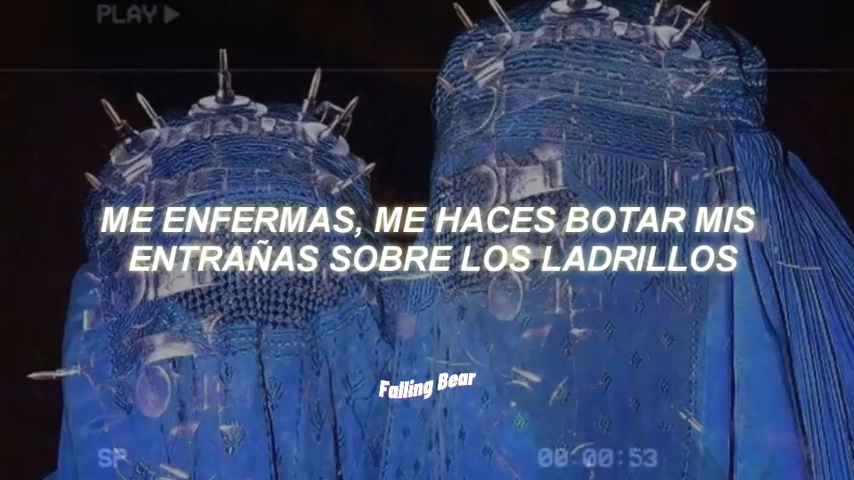 PLAY
ME ENFERMAS, ME HACES BOTAR MIS
ENTRAÑAS SOBRE LOS LADRILLOS
Falling Bear
SP 00:00:53